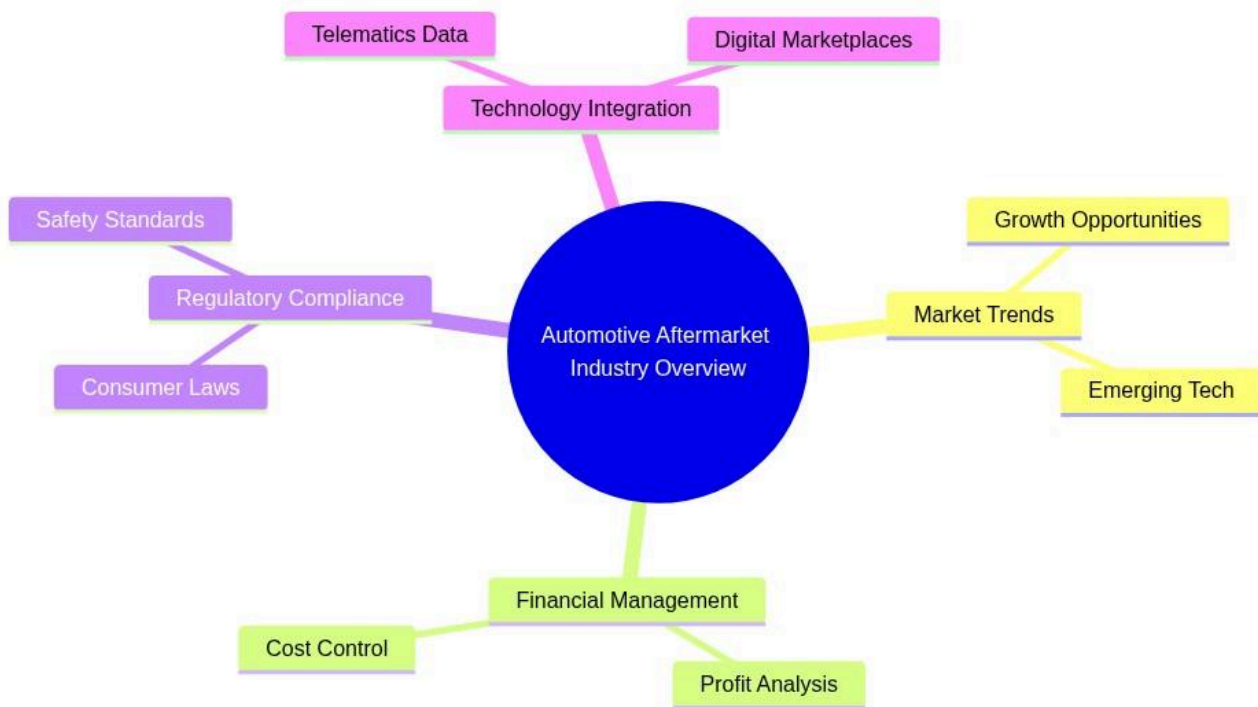 Telematics Data
Digital Marketplaces
Technology Integration
Safety Standards
Growth Opportunities
Regulatory Compliance
Market Trends
Automotive Aftermarket
Industry Overview
Consumer Laws
Emerging Tech
Financial Management
Cost Control
Profit Analysis